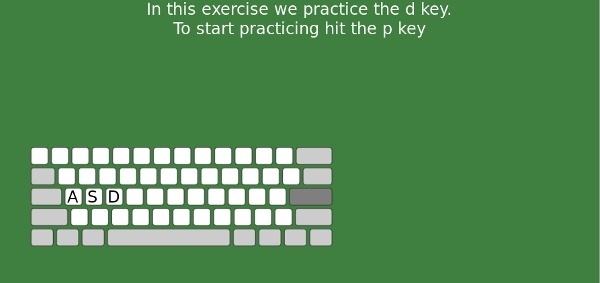 In this exercise we practice the d key.
To start practicing hit the p key
A S D